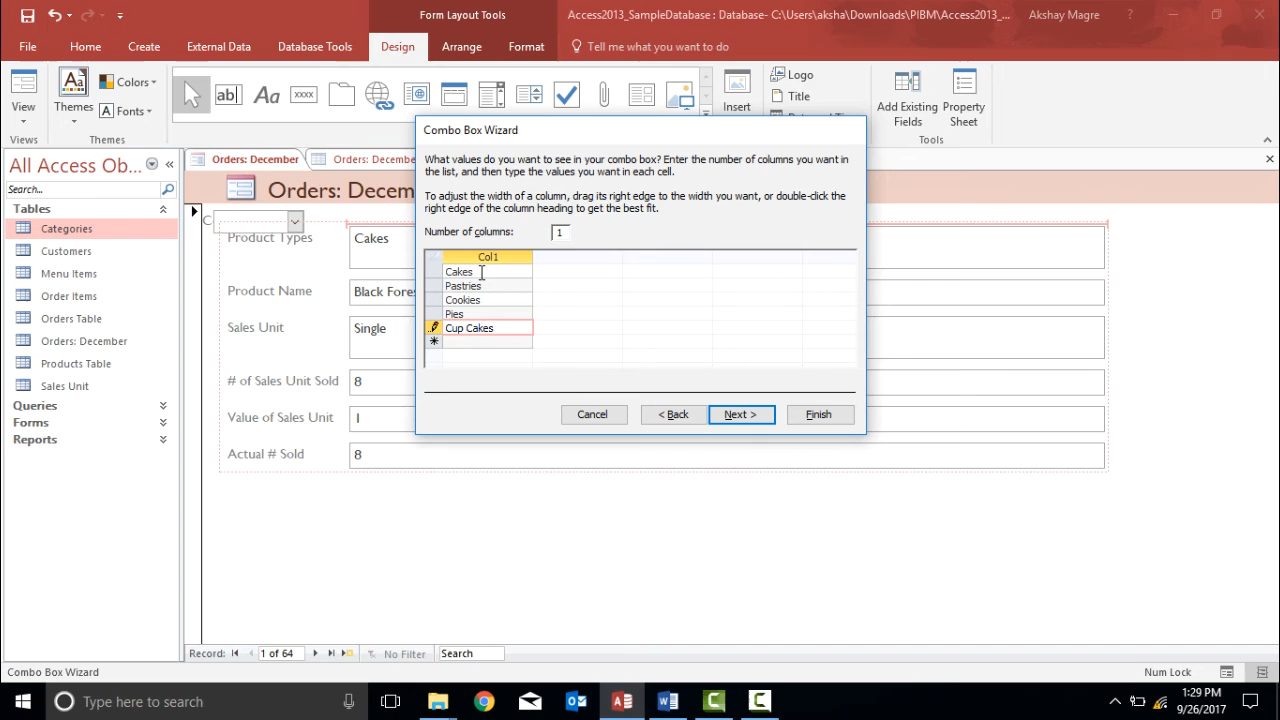 Form Layout Tools
Access2013_SampleDatabase : Database- C:\Users\aksha\Downloads\PIBM\Access2013_...
Akshay Magre
?
File
Home
Create
External Data
Database Tools
Design
Arrange
Format
Tell me what you want to do
View
Themes
Colors
Fonts
ab|
Aa
xxxx
Insert
Logo
Title
Add Existing
Fields
Property
Sheet
Views
Themes
Tools
All Access Ob...
Search...
Tables
Categories
Customers
Menu Items
Order Items
Orders Table
Orders: December
Products Table
Sales Unit
Queries
Forms
Reports
Orders: December
Orders: Decembe
Orders: Decem
C
Product Types
Cakes
Product Name
Black Fores
Sales Unit
Single
# of Sales Unit Sold
8
Value of Sales Unit
1
Actual # Sold
8
Combo Box Wizard
What values do you want to see in your combo box? Enter the number of columns you want in
the list, and then type the values you want in each cell.
To adjust the width of a column, drag its right edge to the width you want, or double-click the
right edge of the column heading to get the best fit.
Number of columns:
1
Col1
Cakes
Pastries
Cookies
Pies
Cup Cakes
Cancel
< Back
Next >
Finish
Record:
1 of 64
No Filter
Search
Combo Box Wizard
Num Lock
Type here to search
1:29 PM
9/26/2017